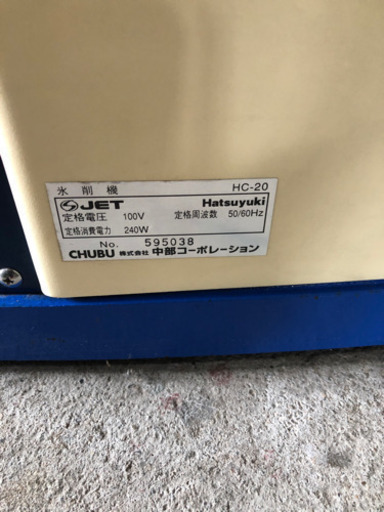 氷削機 HC-20
JET Hatsuyuki
定格電圧 100V 定格周波数 50/60Hz
定格消費電力 240W
No. 595038
CHUBU 株式会社 中部コーポレーション